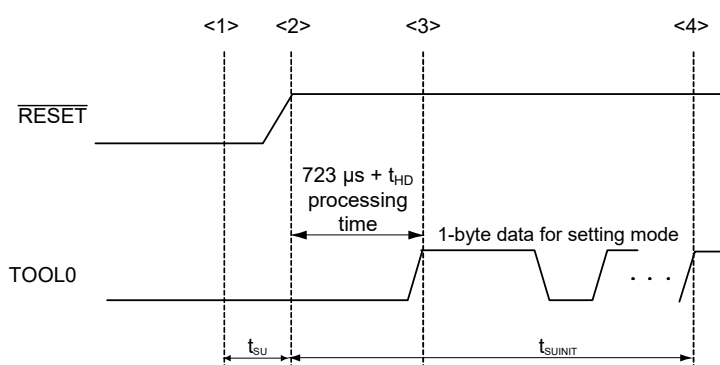 <1> <2> <3> <4>
RESET
723 µs + tHD
processing
time
1-byte data for setting mode
TOOL0
. . .
tSU tSUINIT